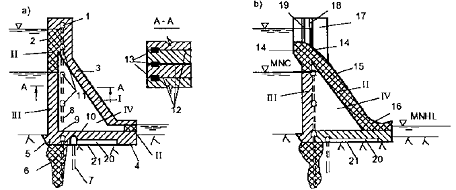 a) 1 A - A 19 18 b) 17
2
II 13 14 14
3 MNC 15
A A II
I III
11 12 IV
III 8 IV 16
9 10 MNHL
5
6 21 20 II 21 20
7 4